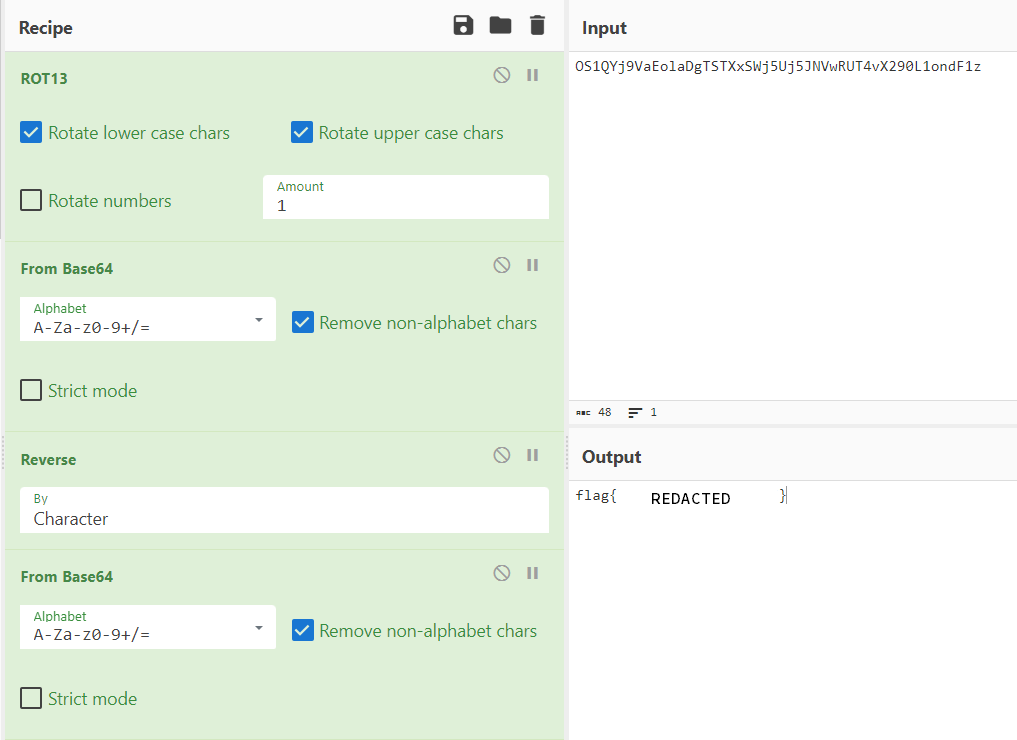 Recipe
ROT13
Rotate lower case chars
Rotate upper case chars
Rotate numbers
Amount
1
From Base64
Alphabet
A-Za-z0-9+/=
Remove non-alphabet chars
Strict mode
Reverse
By
Character
From Base64
Alphabet
A-Za-z0-9+/=
Remove non-alphabet chars
Strict mode
Input
OS1QYj9VaEolaDgTSTXxSWj5Uj5JNVwRUT4vX290L1ondF1z
ABC 48 1
Output
flag{ REDACTED }